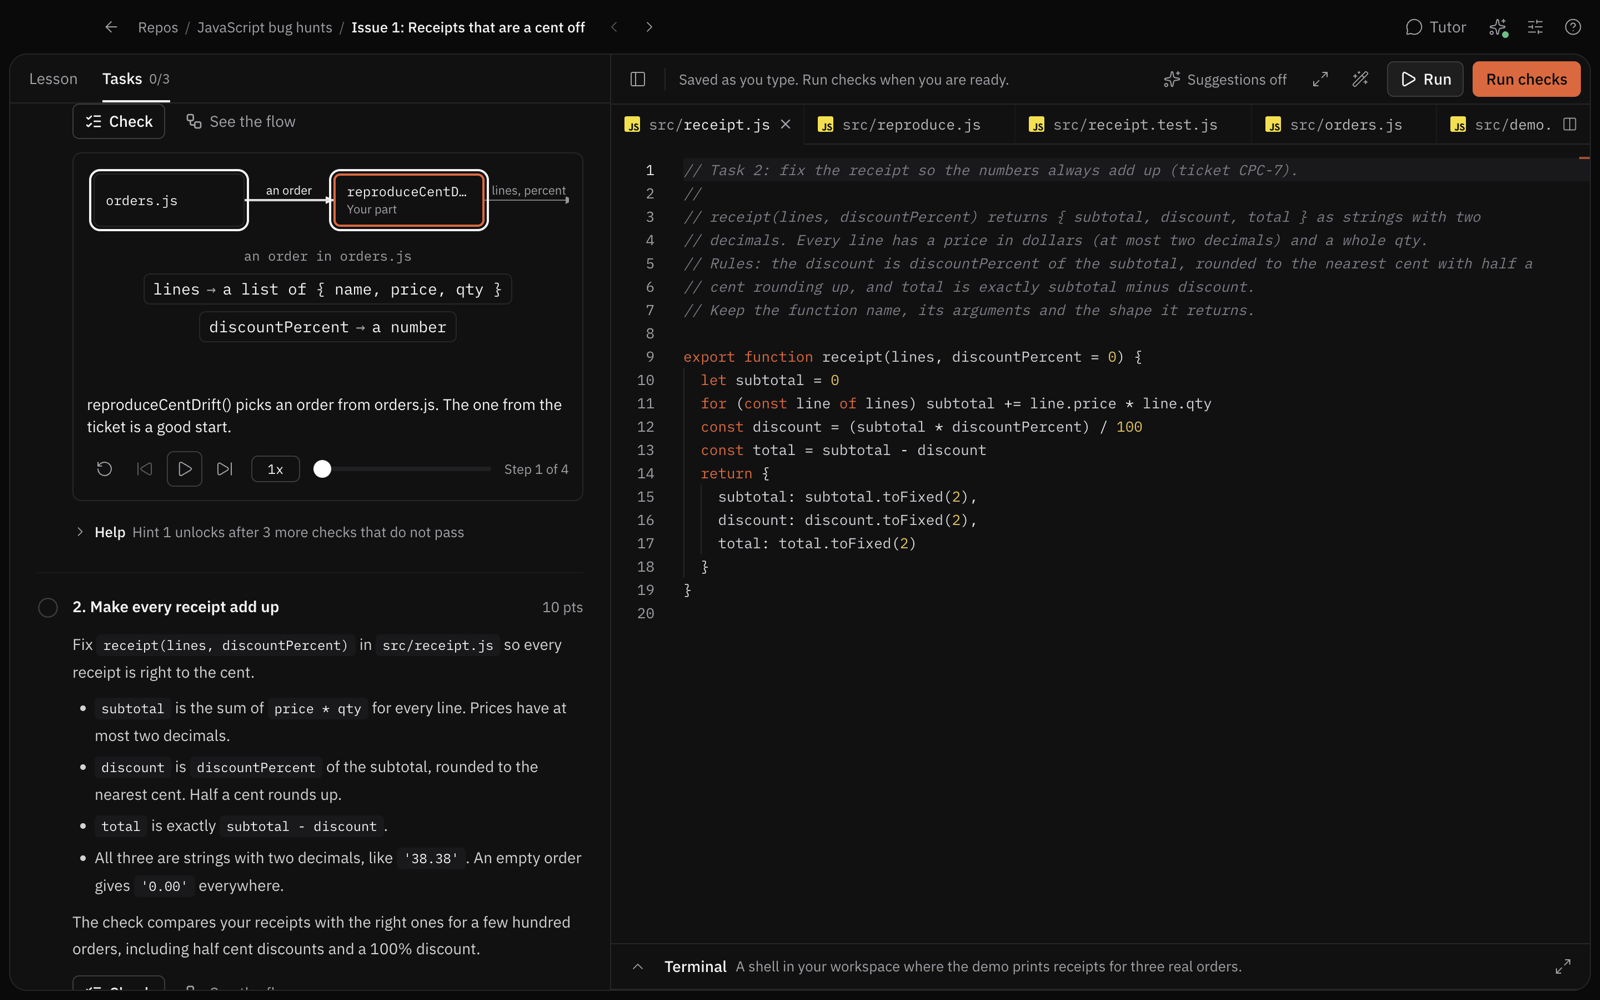 Repos / JavaScript bug hunts / Issue 1: Receipts that are a cent off
Tutor
Lesson
Tasks 0/3
Check
See the flow
orders.js
an order
reproduceCentD…
Your part
lines, percent
an order in orders.js
lines → a list of { name, price, qty }
discountPercent → a number
reproduceCentDrift() picks an order from orders.js. The one from the
ticket is a good start.
1x
Step 1 of 4
Help Hint 1 unlocks after 3 more checks that do not pass
2. Make every receipt add up
10 pts
Fix receipt(lines, discountPercent) in src/receipt.js so every
receipt is right to the cent.
• subtotal is the sum of price * qty for every line. Prices have at
most two decimals.
• discount is discountPercent of the subtotal, rounded to the
nearest cent. Half a cent rounds up.
• total is exactly subtotal - discount.
• All three are strings with two decimals, like '38.38'. An empty order
gives '0.00' everywhere.
The check compares your receipts with the right ones for a few hundred
orders, including half cent discounts and a 100% discount.
Saved as you type. Run checks when you are ready.
Suggestions off
Run
Run checks
JS src/receipt.js
JS src/reproduce.js
JS src/receipt.test.js
JS src/orders.js
JS src/demo.
1 // Task 2: fix the receipt so the numbers always add up (ticket CPC-7).
2 //
3 // receipt(lines, discountPercent) returns { subtotal, discount, total } as strings with two
4 // decimals. Every line has a price in dollars (at most two decimals) and a whole qty.
5 // Rules: the discount is discountPercent of the subtotal, rounded to the nearest cent with half a
6 // cent rounding up, and total is exactly subtotal minus discount.
7 // Keep the function name, its arguments and the shape it returns.
8
9 export function receipt(lines, discountPercent = 0) {
10 let subtotal = 0
11 for (const line of lines) subtotal += line.price * line.qty
12 const discount = (subtotal * discountPercent) / 100
13 const total = subtotal - discount
14 return {
15 subtotal: subtotal.toFixed(2),
16 discount: discount.toFixed(2),
17 total: total.toFixed(2)
18 }
19 }
20
Terminal A shell in your workspace where the demo prints receipts for three real orders.